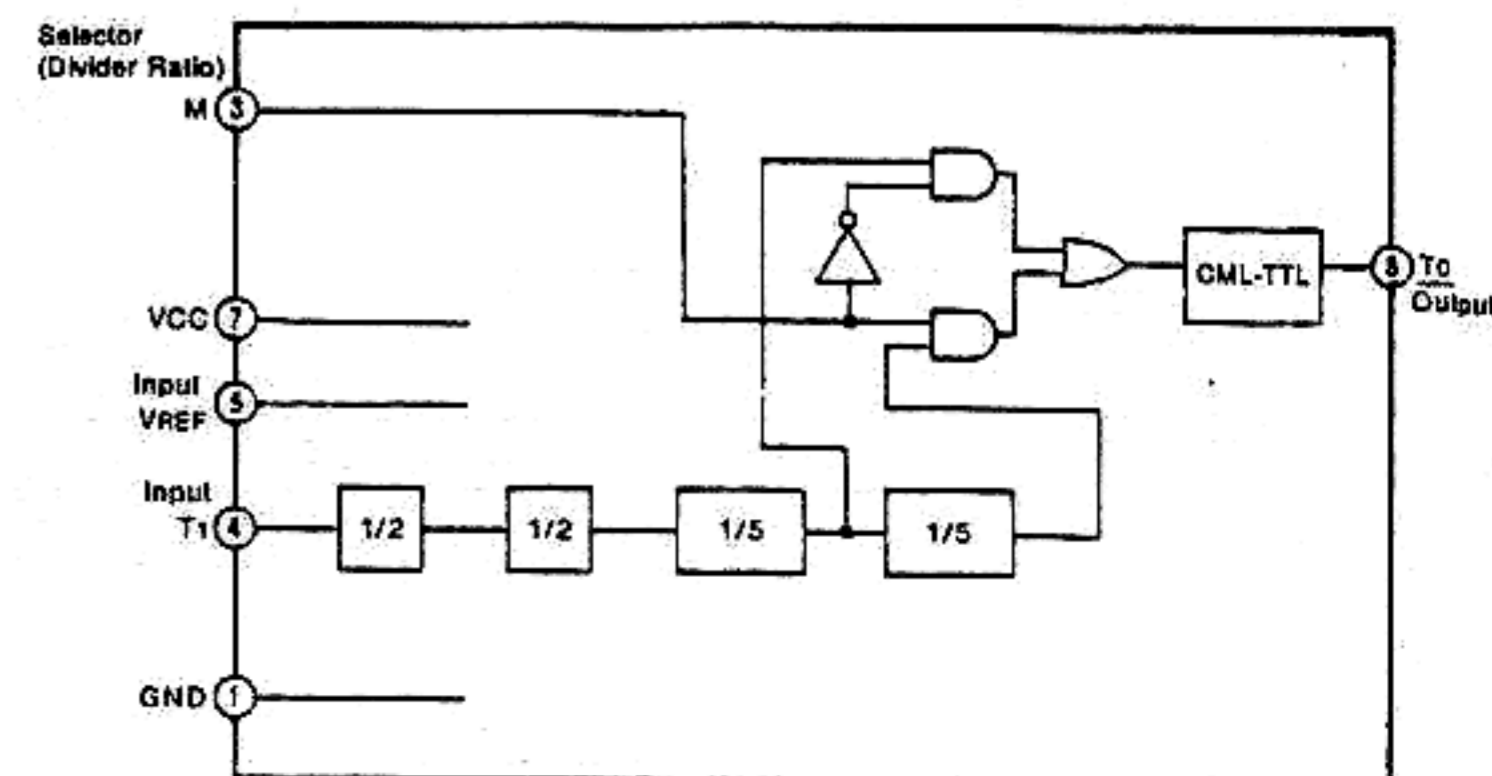 Selector
(Divider Ratio)
M 3
VCC 7
Input
VREF 5
Input
T1 4
GND 1
1/2
1/2
1/5
1/5
CML-TTL
8 To
Output